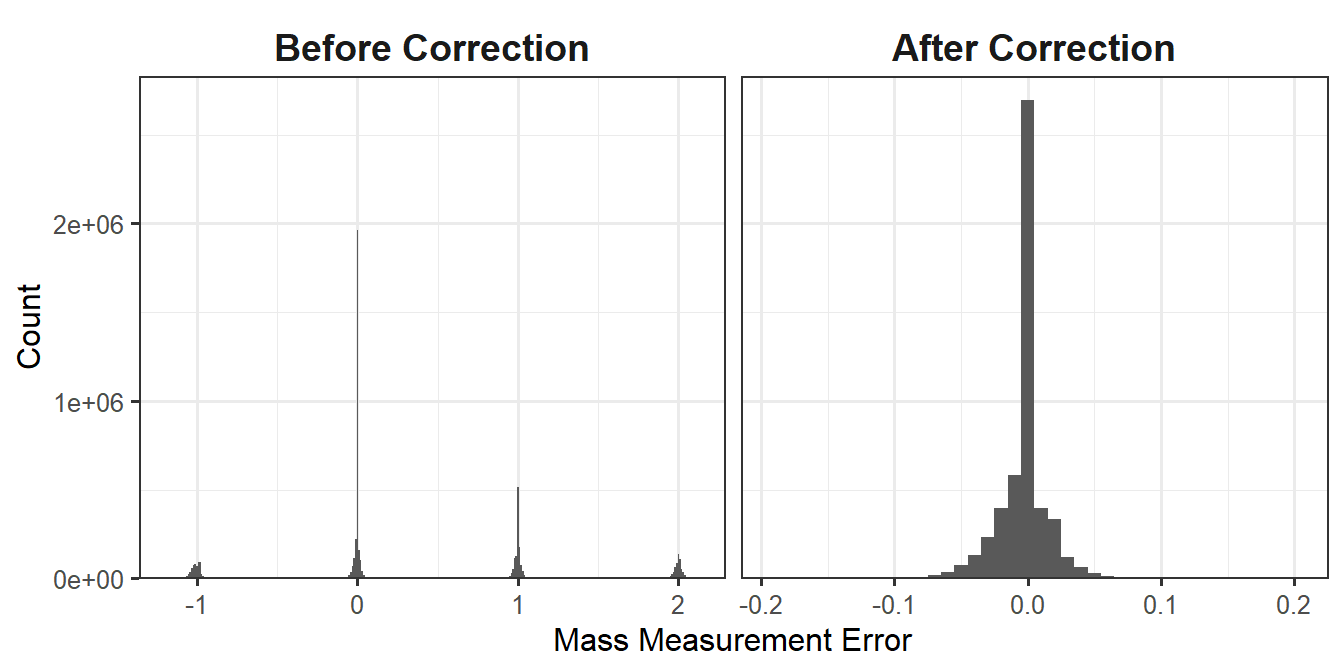 Before Correction
After Correction
Count
2e+06
1e+06
0e+00
-1 0 1 2
-0.2 -0.1 0.0 0.1 0.2
Mass Measurement Error